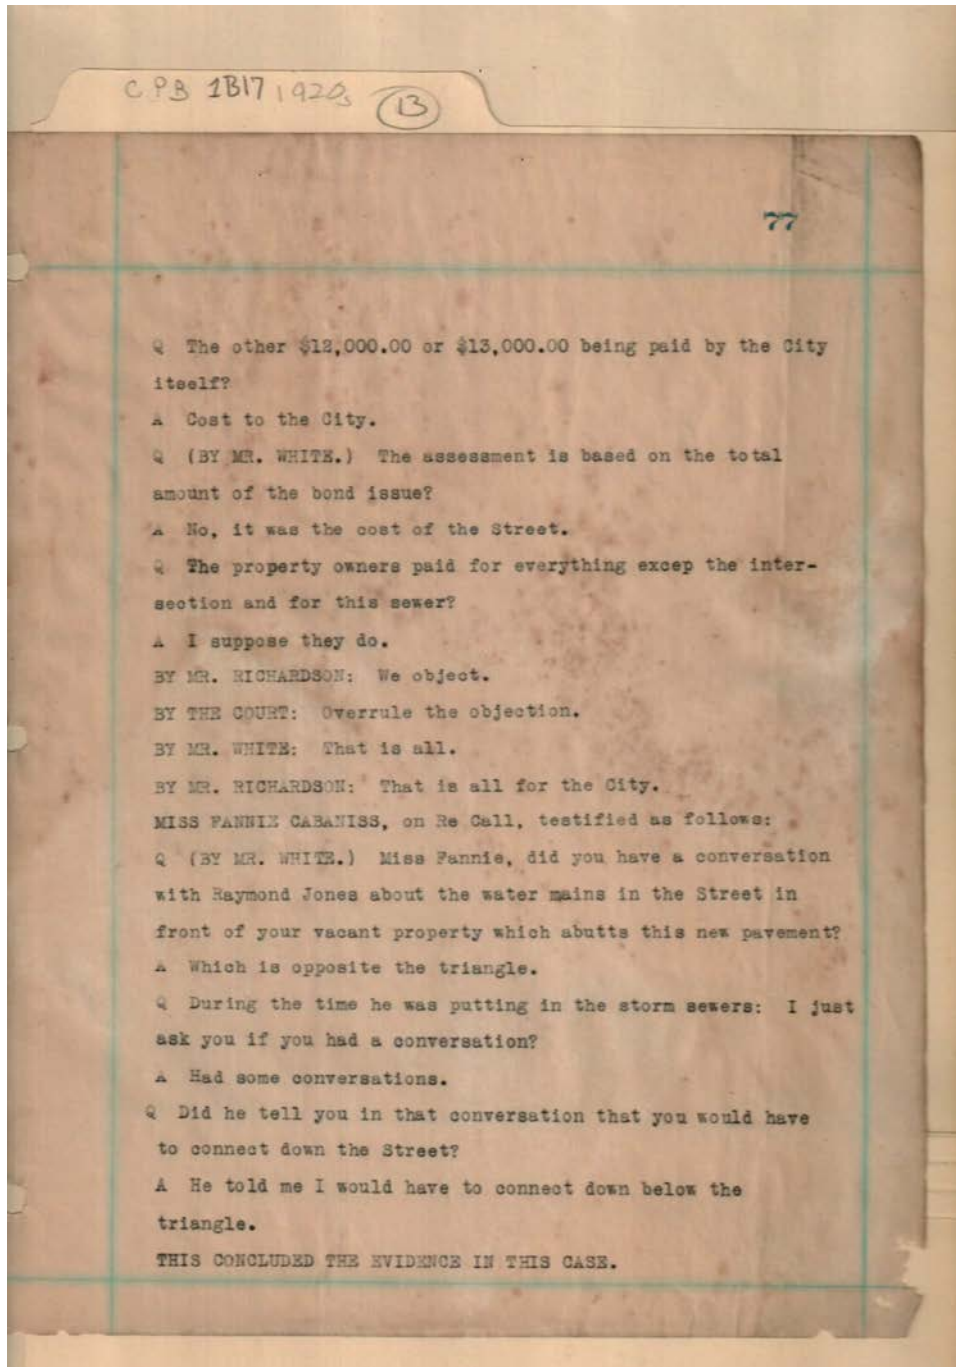 CPB 1B17 1920s 13
77
Q The other $12,000.00 or $13,000.00 being paid by the City
itself?
A Cost to the City.
Q (BY MR. WHITE.) The assessment is based on the total
amount of the bond issue?
A No, it was the cost of the Street.
Q The property owners paid for everything excep the inter-
section and for this sewer?
A I suppose they do.
BY MR. RICHARDSON: We object.
BY THE COURT: Overrule the objection.
BY MR. WHITE: That is all.
BY MR. RICHARDSON: That is all for the City.
MISS FANNIE CABANISS, on Re Call, testified as follows:
Q (BY MR. WHITE.) Miss Fannie, did you have a conversation
with Raymond Jones about the water mains in the Street in
front of your vacant property which abutts this new pavement?
A Which is opposite the triangle.
Q During the time he was putting in the storm sewers: I just
ask you if you had a conversation?
A Had some conversations.
Q Did he tell you in that conversation that you would have
to connect down the Street?
A He told me I would have to connect down below the
triangle.
THIS CONCLUDED THE EVIDENCE IN THIS CASE.